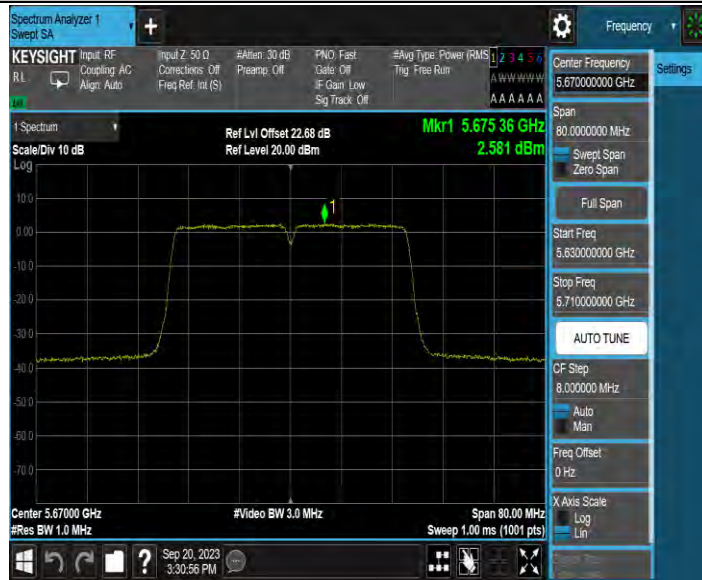 Spectrum Analyzer 1
Swept SA
+
Frequency
KEYSIGHT
RL
Input: RF
Coupling: AC
Align: Auto
Input Z: 50 Ω
Corrections: Off
Freq Ref: Int (S)
#Atten: 30 dB
Preamp: Off
PNO: Fast
Gate: Off
IF Gain: Low
Sig Track: Off
#Avg Type: Power (RMS
Trig: Free Run
1 2 3 4 5 6
A W W W W W
A A A A A A
Center Frequency
5.670000000 GHz
Settings
Span
80.0000000 MHz
Swept Span
Zero Span
Full Span
Start Freq
5.630000000 GHz
Stop Freq
5.710000000 GHz
AUTO TUNE
CF Step
8.000000 MHz
Auto
Man
Freq Offset
0 Hz
X Axis Scale
Log
Lin
1 Spectrum
Scale/Div 10 dB
Log
Ref Lvl Offset 22.68 dB
Ref Level 20.00 dBm
Mkr1 5.675 36 GHz
2.581 dBm
10.0
0.00
-10.0
-20.0
-30.0
-40.0
-50.0
-60.0
-70.0
1
Center 5.67000 GHz
#Res BW 1.0 MHz
#Video BW 3.0 MHz
Span 80.00 MHz
Sweep 1.00 ms (1001 pts)
?
Sep 20, 2023
3:30:56 PM